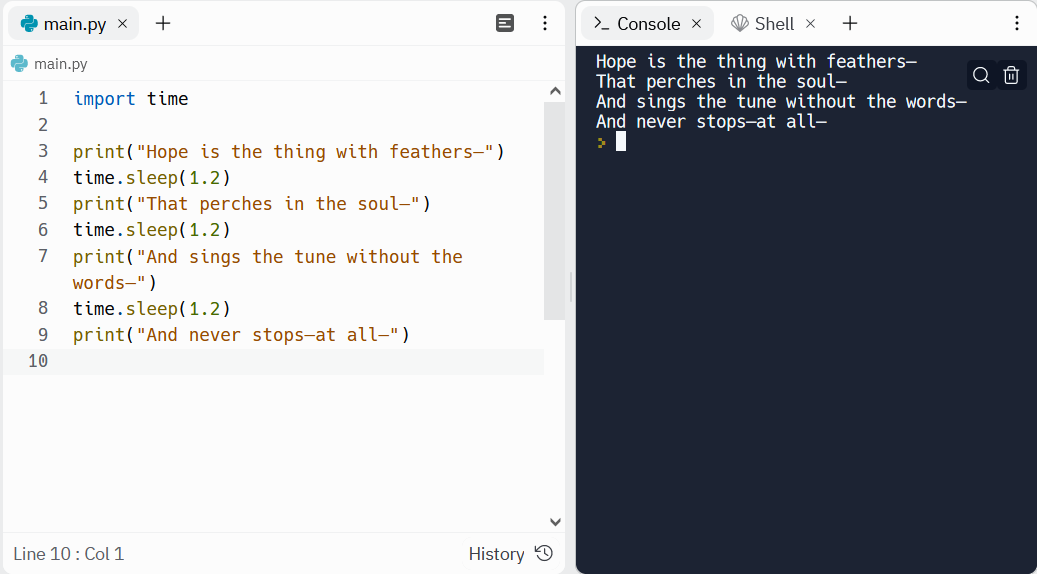 main.py
main.py
1 import time
2
3 print("Hope is the thing with feathers—")
4 time.sleep(1.2)
5 print("That perches in the soul—")
6 time.sleep(1.2)
7 print("And sings the tune without the
words—")
8 time.sleep(1.2)
9 print("And never stops—at all—")
10
Line 10 : Col 1
History
Console
Shell
Hope is the thing with feathers—
That perches in the soul—
And sings the tune without the words—
And never stops—at all—
>